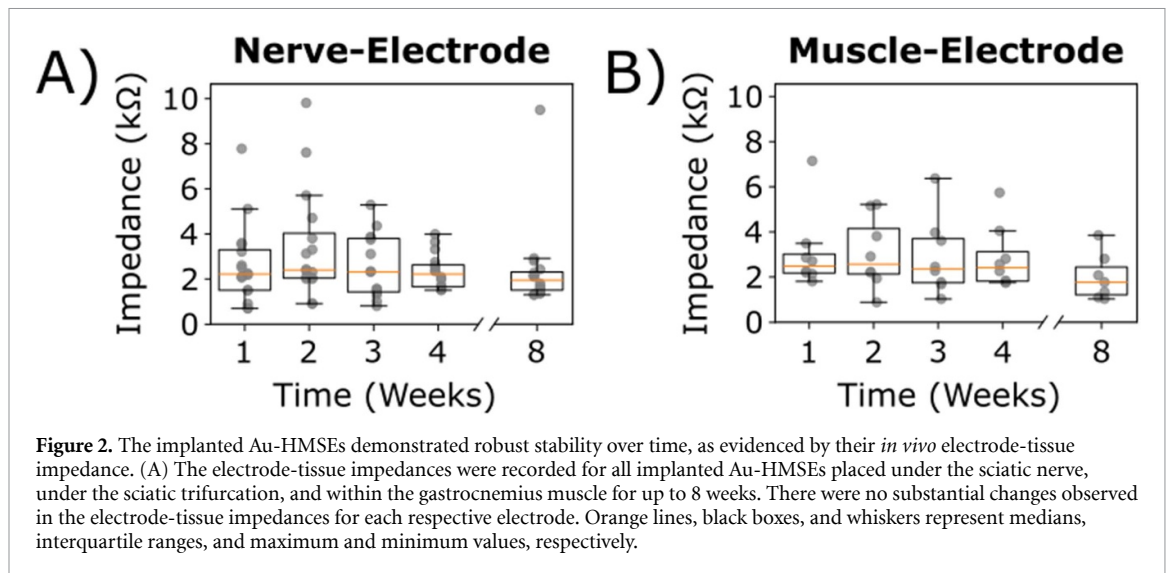 A)
Nerve-Electrode
Impedance (kΩ)
10
8
6
4
2
0
1 2 3 4 8
Time (Weeks)
B)
Muscle-Electrode
Impedance (kΩ)
10
8
6
4
2
0
1 2 3 4 8
Time (Weeks)
Figure 2. The implanted Au-HMSEs demonstrated robust stability over time, as evidenced by their in vivo electrode-tissue
impedance. (A) The electrode-tissue impedances were recorded for all implanted Au-HMSEs placed under the sciatic nerve,
under the sciatic trifurcation, and within the gastrocnemius muscle for up to 8 weeks. There were no substantial changes observed
in the electrode-tissue impedances for each respective electrode. Orange lines, black boxes, and whiskers represent medians,
interquartile ranges, and maximum and minimum values, respectively.